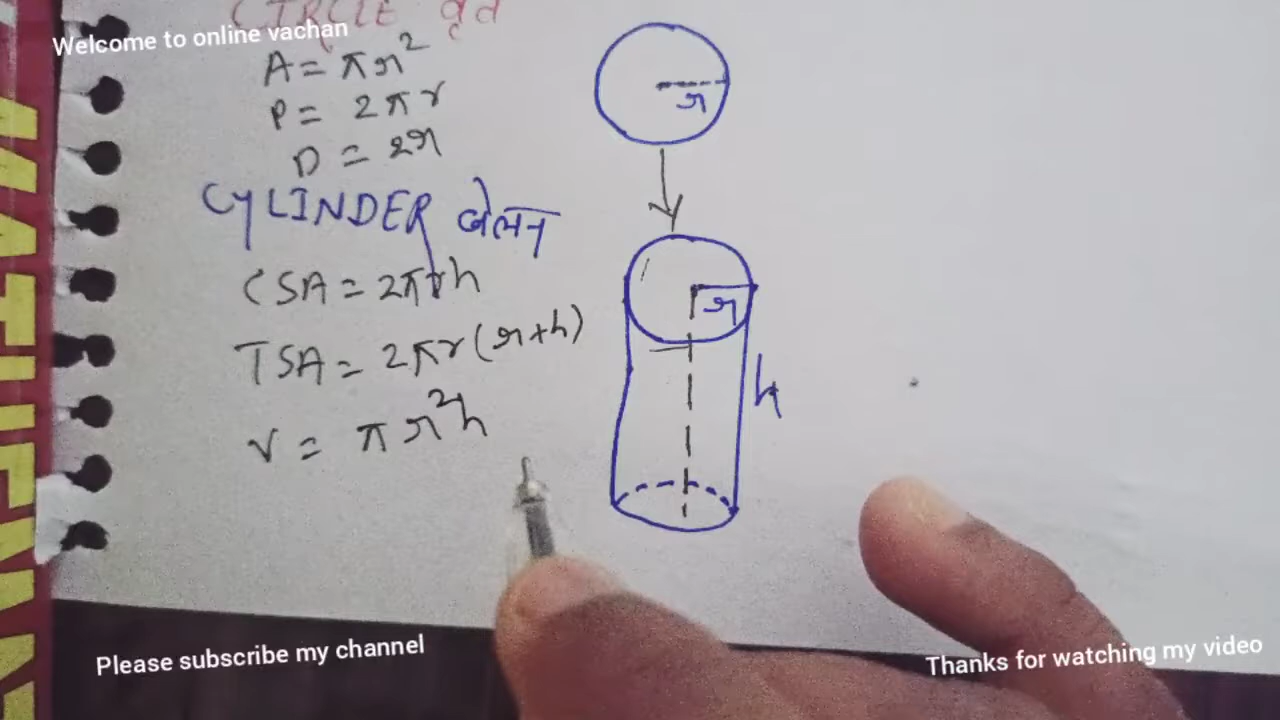 CIRCLE वृत
Welcome to online vachan
A = πr²
P = 2πr
D = 2r
r
CYLINDER बेलन
CSA = 2πrh
TSA = 2πr(r+h)
V = πr²h
r
h
Please subscribe my channel
Thanks for watching my video